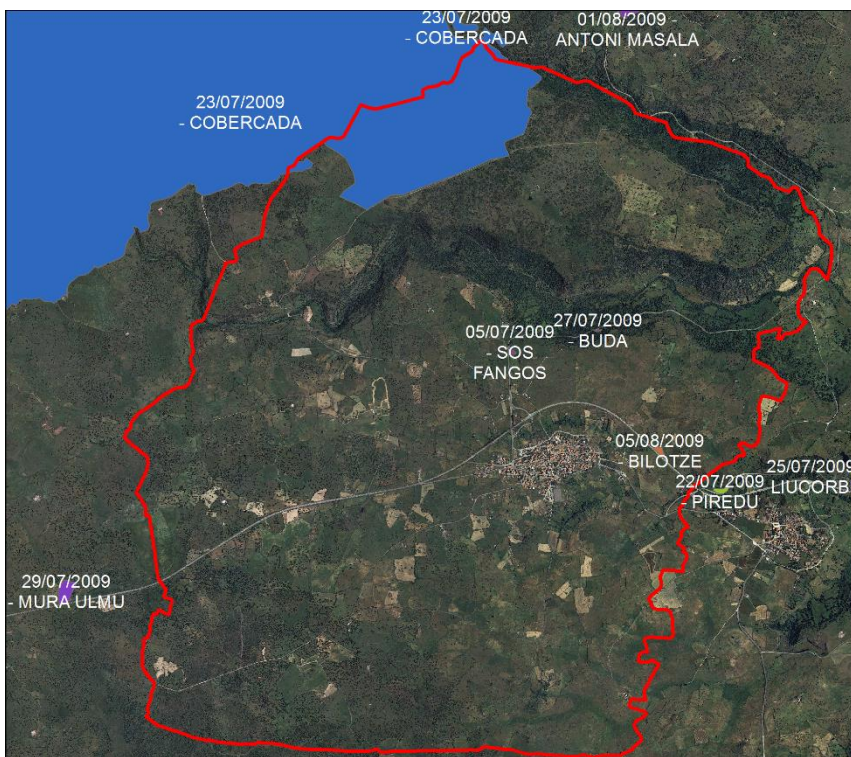 23/07/2009
- COBERCADA
01/08/2009 -
ANTONI MASALA
23/07/2009
- COBERCADA
27/07/2009
- BUDA
05/07/2009
- SOS
FANGOS
05/08/2009
- BILOTZE
25/07/2009
LIUCORB
22/07/2009
- PIREDU
29/07/2009
- MURA ULMU